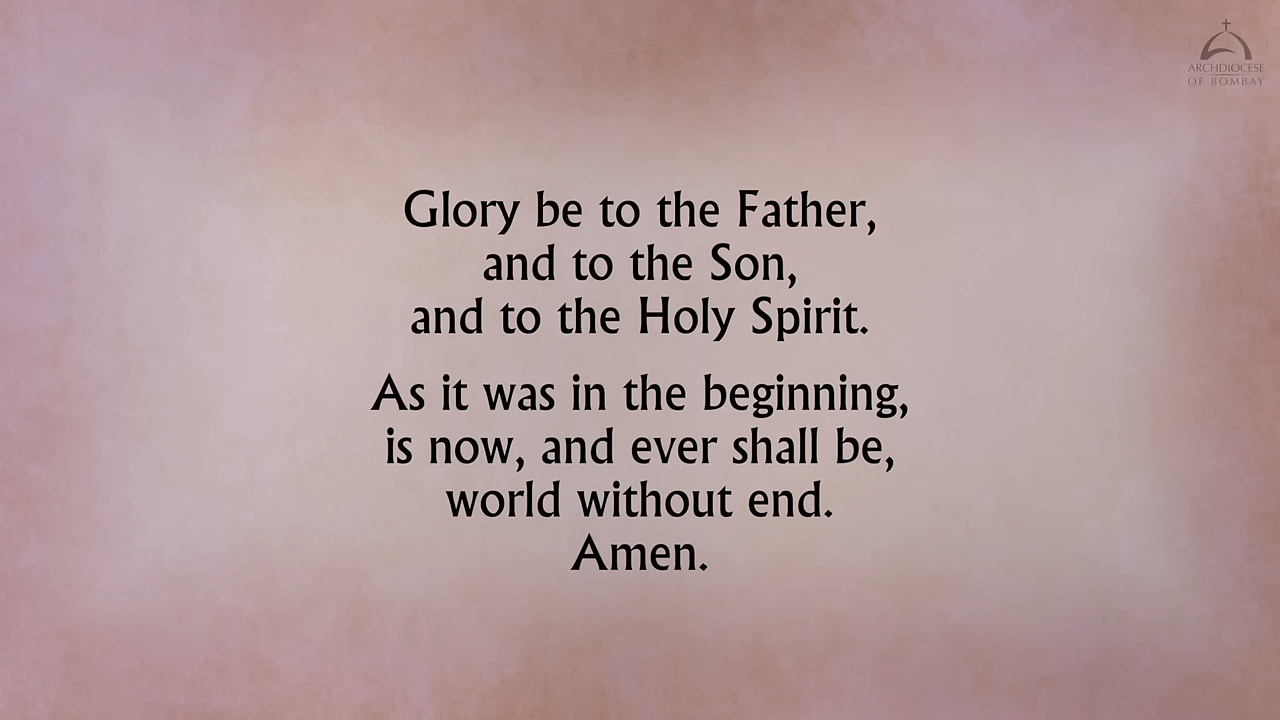 ARCHDIOCESE
OF BOMBAY
Glory be to the Father,
and to the Son,
and to the Holy Spirit.
As it was in the beginning,
is now, and ever shall be,
world without end.
Amen.